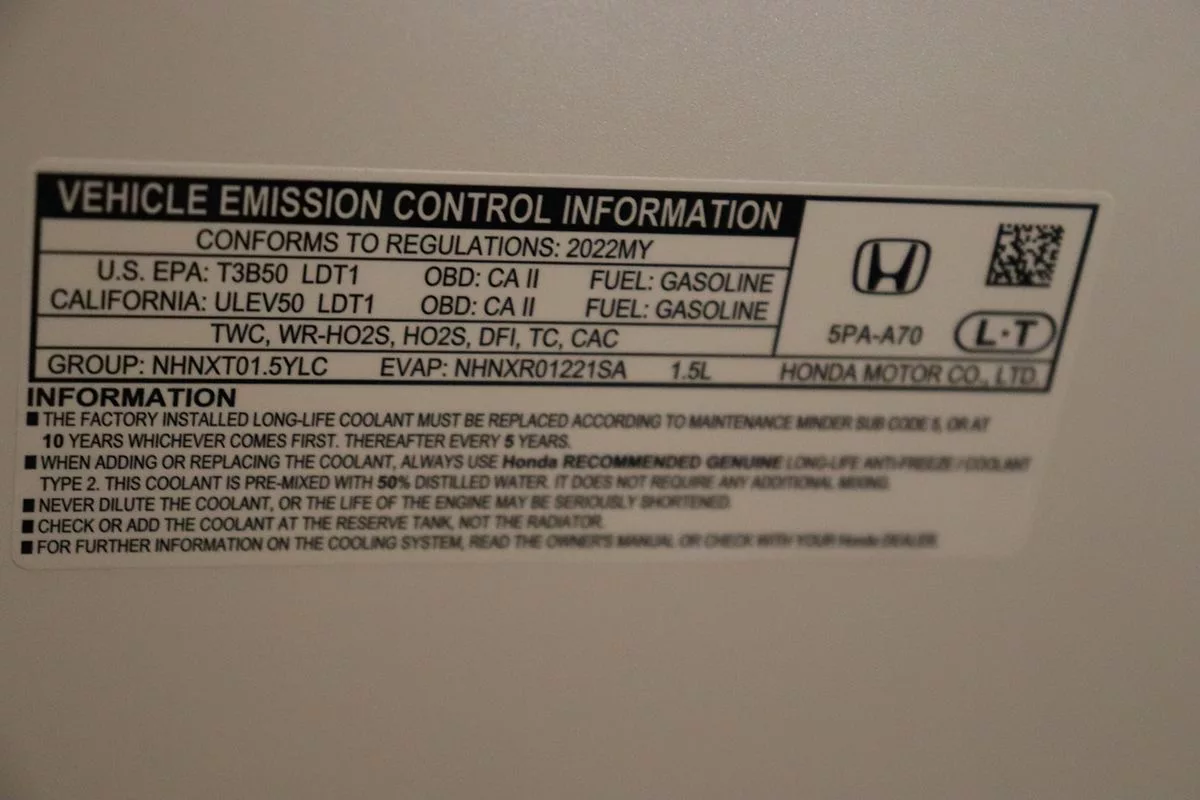 VEHICLE EMISSION CONTROL INFORMATION
CONFORMS TO REGULATIONS: 2022MY
U.S. EPA: T3B50 LDT1 OBD: CA II FUEL: GASOLINE
CALIFORNIA: ULEV50 LDT1 OBD: CA II FUEL: GASOLINE
TWC, WR-HO2S, HO2S, DFI, TC, CAC
5PA-A70 L·T
GROUP: NHNXT01.5YLC EVAP: NHNXR01221SA 1.5L HONDA MOTOR CO., LTD.
INFORMATION
■ THE FACTORY INSTALLED LONG-LIFE COOLANT MUST BE REPLACED ACCORDING TO MAINTENANCE MINDER SUB CODE 5, OR AT
10 YEARS WHICHEVER COMES FIRST. THEREAFTER EVERY 5 YEARS.
■ WHEN ADDING OR REPLACING THE COOLANT, ALWAYS USE Honda RECOMMENDED GENUINE LONG-LIFE ANTI-FREEZE / COOLANT
TYPE 2. THIS COOLANT IS PRE-MIXED WITH 50% DISTILLED WATER. IT DOES NOT REQUIRE ANY ADDITIONAL MIXING.
■ NEVER DILUTE THE COOLANT, OR THE LIFE OF THE ENGINE MAY BE SERIOUSLY SHORTENED.
■ CHECK OR ADD THE COOLANT AT THE RESERVE TANK, NOT THE RADIATOR.
■ FOR FURTHER INFORMATION ON THE COOLING SYSTEM, READ THE OWNER'S MANUAL OR CHECK WITH YOUR Honda DEALER.